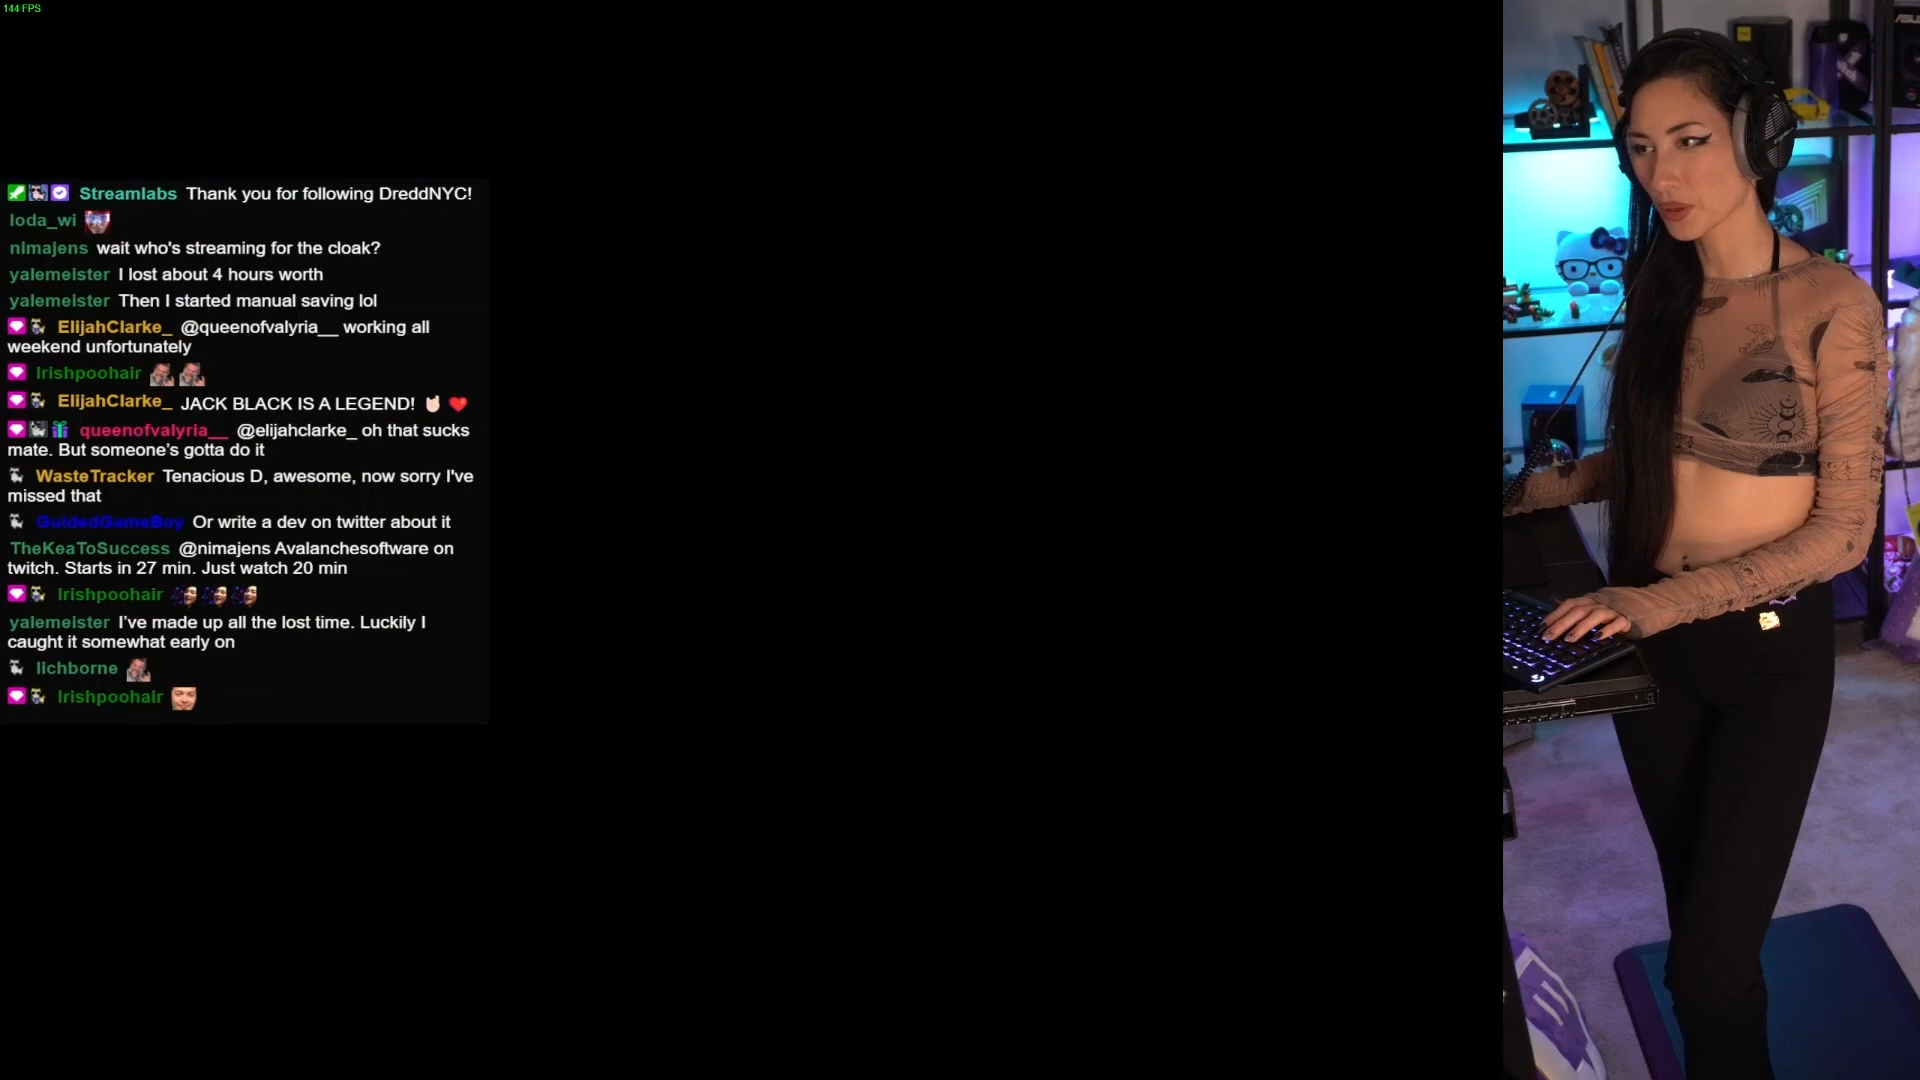 144 FPS
Streamlabs Thank you for following DreddNYC!
loda_wi
nimajens wait who's streaming for the cloak?
yalemeister I lost about 4 hours worth
yalemeister Then I started manual saving lol
ElijahClarke_ @queenofvalyria__ working all
weekend unfortunately
Irishpoohair
ElijahClarke_ JACK BLACK IS A LEGEND!
queenofvalyria__ @elijahclarke_ oh that sucks
mate. But someone's gotta do it
WasteTracker Tenacious D, awesome, now sorry I've
missed that
GuidedGameBoy Or write a dev on twitter about it
TheKeaToSuccess @nimajens Avalanchesoftware on
twitch. Starts in 27 min. Just watch 20 min
Irishpoohair
yalemeister I've made up all the lost time. Luckily I
caught it somewhat early on
lichborne
Irishpoohair